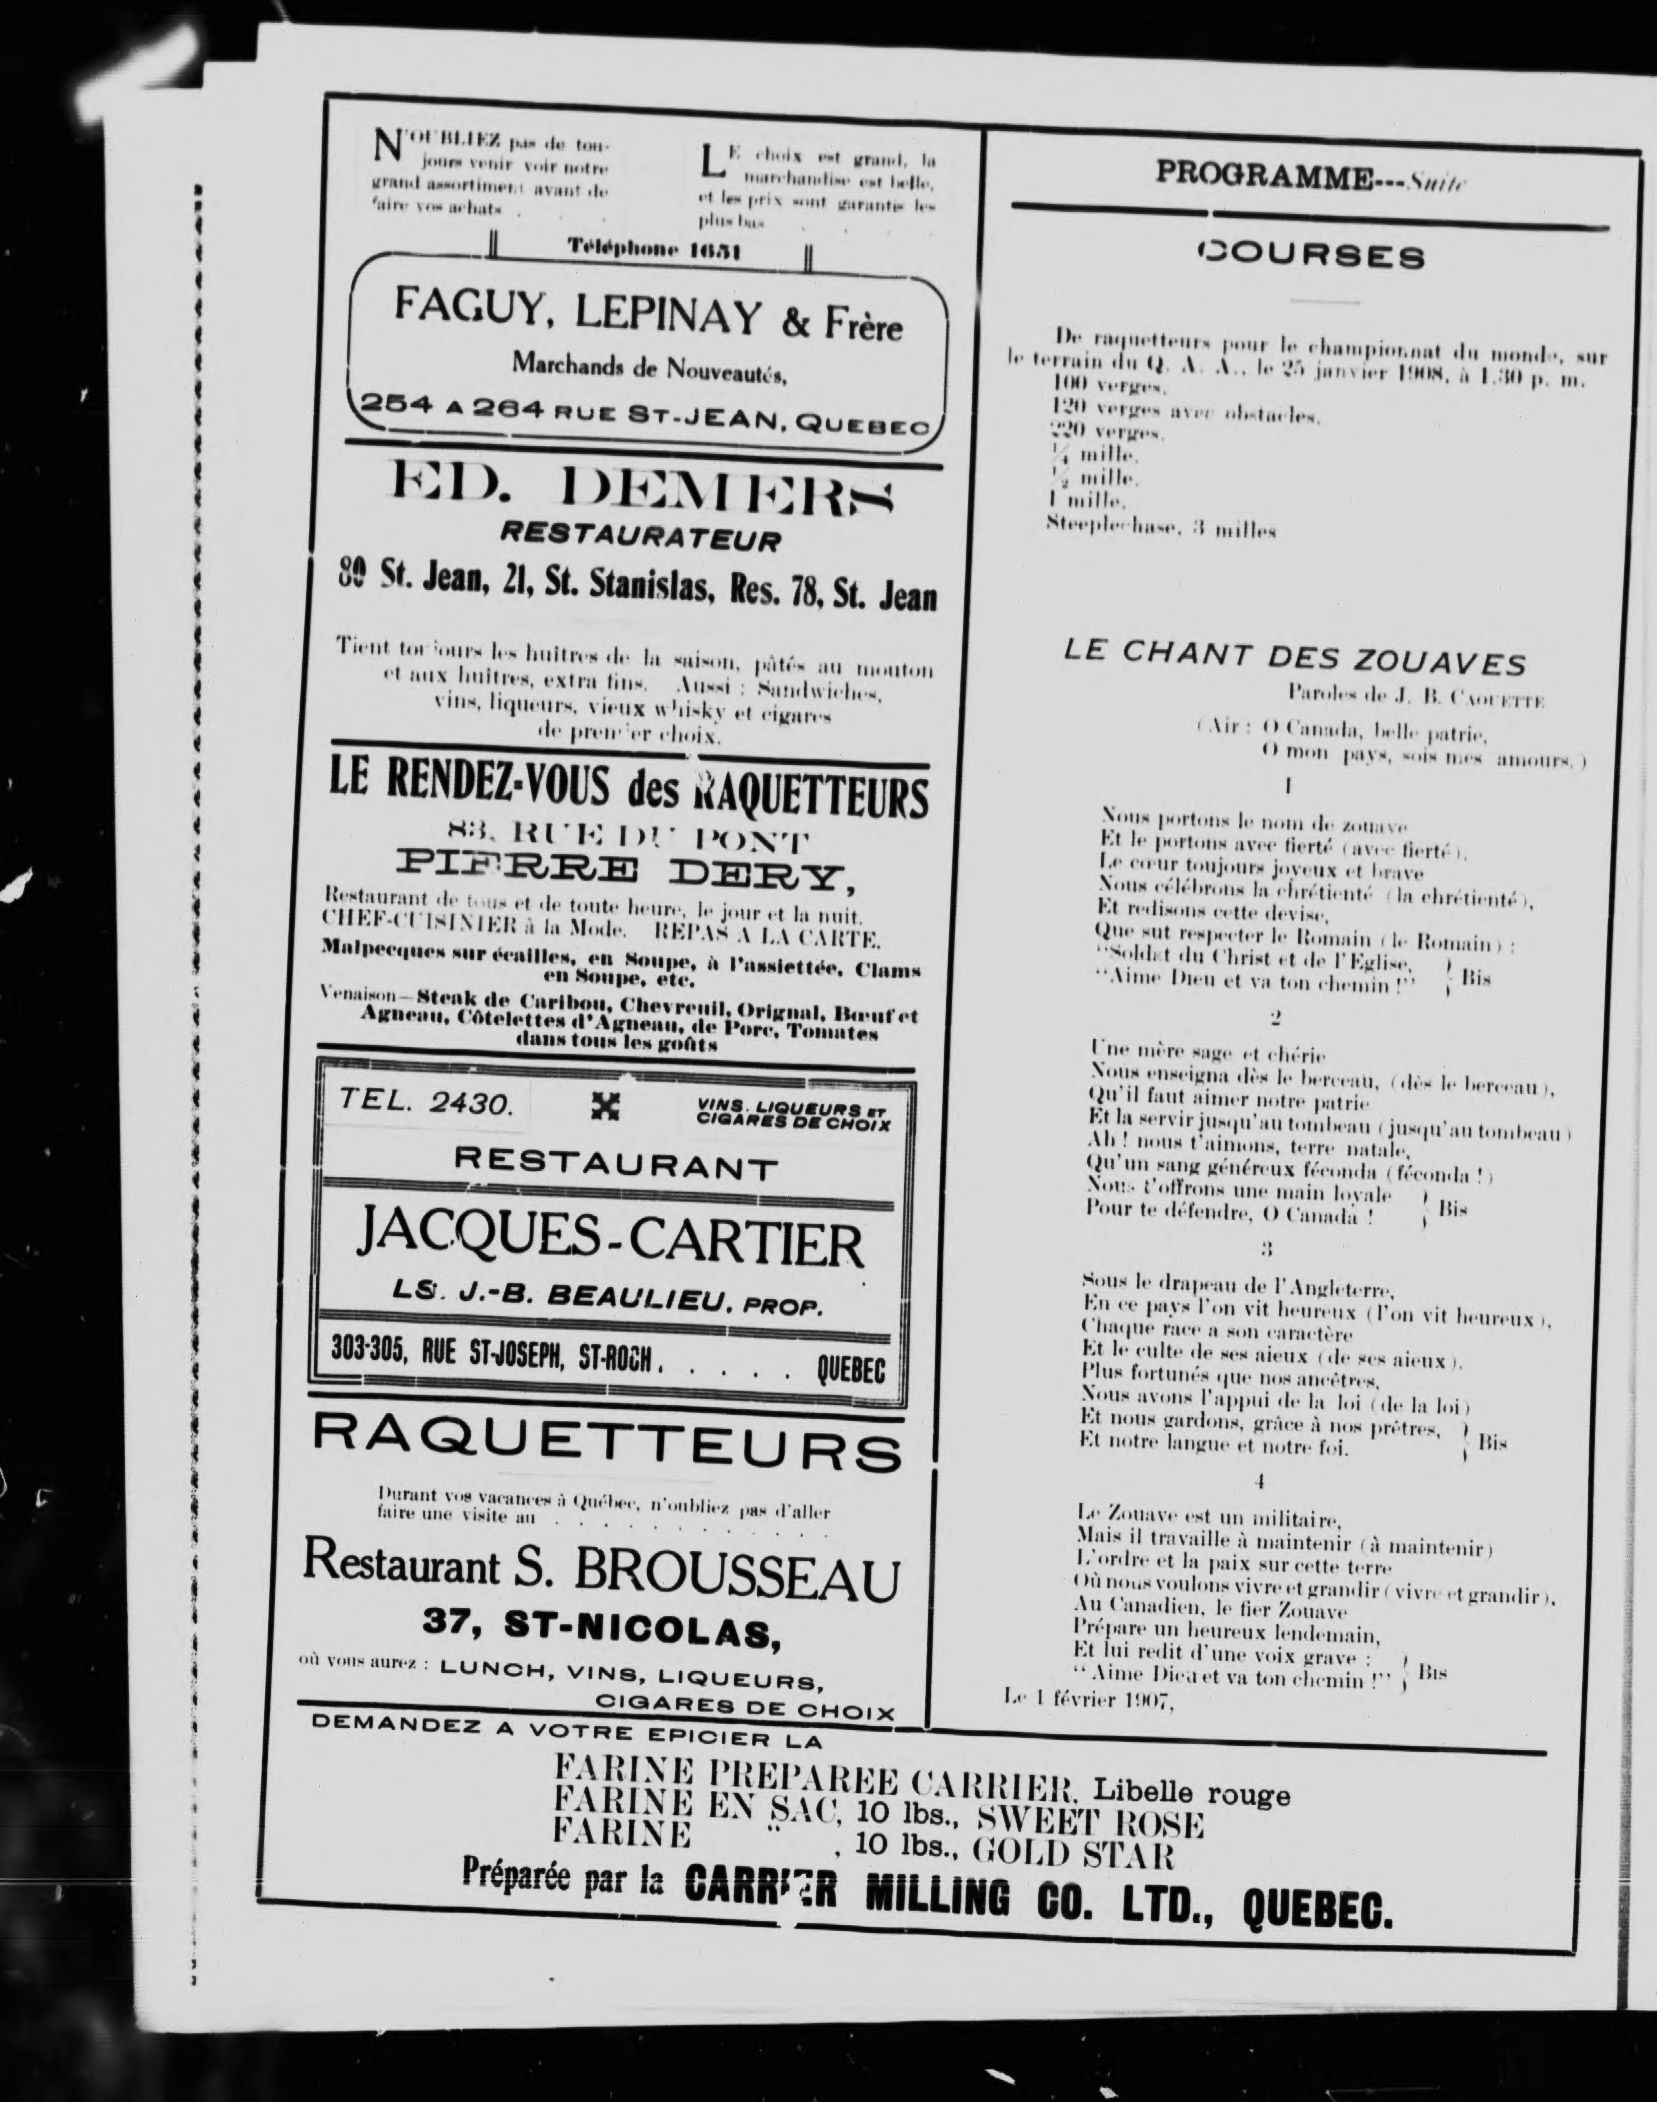 N'OUBLIEZ pas de tou-
jours venir voir notre
grand assortiment avant de
faire vos achats . . .
LE choix est grand, la
marchandise est belle,
et les prix sont garantis les
plus bas . . . .
Téléphone 1651
FAGUY, LEPINAY & Frère
Marchands de Nouveautés,
254 A 264 RUE ST-JEAN, QUEBEC
ED. DEMERS
RESTAURATEUR
80 St. Jean, 21, St. Stanislas, Res. 78, St. Jean
Tient toujours les huîtres de la saison, pâtés au mouton
et aux huîtres, extra fins. Aussi : Sandwiches,
vins, liqueurs, vieux whisky et cigares
de premier choix.
LE RENDEZ-VOUS des RAQUETTEURS
83, RUE DU PONT
PIERRE DERY,
Restaurant de tous et de toute heure, le jour et la nuit.
CHEF-CUISINIER à la Mode. REPAS A LA CARTE.
Malpecques sur écailles, en Soupe, à l'assiettée, Clams
en Soupe, etc.
Venaison—Steak de Caribou, Chevreuil, Orignal, Bœuf et
Agneau, Côtelettes d'Agneau, de Porc, Tomates
dans tous les goûts
TEL. 2430.
VINS, LIQUEURS ET
CIGARES DE CHOIX
RESTAURANT
JACQUES-CARTIER
LS. J.-B. BEAULIEU, PROP.
303-305, RUE ST-JOSEPH, ST-ROCH. . . . . . QUEBEC
RAQUETTEURS
Durant vos vacances à Québec, n'oubliez pas d'aller
faire une visite au . . . . . . . . . . .
Restaurant S. BROUSSEAU
37, ST-NICOLAS,
où vous aurez : LUNCH, VINS, LIQUEURS,
CIGARES DE CHOIX
PROGRAMME---Suite
COURSES
De raquetteurs pour le championnat du monde, sur
le terrain du Q. A. A., le 25 janvier 1908, à 1.30 p. m.
100 verges.
120 verges avec obstacles.
220 verges.
¼ mille.
½ mille.
1 mille.
Steeplechase, 3 milles
LE CHANT DES ZOUAVES
Paroles de J. B. CAOUETTE
(Air : O Canada, belle patrie,
O mon pays, sois mes amours.)
1
Nous portons le nom de zouave
Et le portons avec fierté (avec fierté),
Le cœur toujours joyeux et brave
Nous célébrons la chrétienté (la chrétienté),
Et redisons cette devise,
Que sut respecter le Romain (le Romain) :
"Soldat du Christ et de l'Eglise,
"Aime Dieu et va ton chemin !" } Bis
2
Une mère sage et chérie
Nous enseigna dès le berceau, (dès le berceau),
Qu'il faut aimer notre patrie
Et la servir jusqu'au tombeau (jusqu'au tombeau)
Ah ! nous t'aimons, terre natale,
Qu'un sang généreux féconda (féconda !)
Nous t'offrons une main loyale
Pour te défendre, O Canada ! } Bis
3
Sous le drapeau de l'Angleterre,
En ce pays l'on vit heureux (l'on vit heureux),
Chaque race a son caractère
Et le culte de ses aieux (de ses aieux).
Plus fortunés que nos ancêtres,
Nous avons l'appui de la loi (de la loi)
Et nous gardons, grâce à nos prêtres,
Et notre langue et notre foi. } Bis
4
Le Zouave est un militaire,
Mais il travaille à maintenir (à maintenir)
L'ordre et la paix sur cette terre
Où nous voulons vivre et grandir (vivre et grandir).
Au Canadien, le fier Zouave
Prépare un heureux lendemain,
Et lui redit d'une voix grave :
"Aime Dieu et va ton chemin !" } Bis
Le 1 février 1907,
DEMANDEZ A VOTRE EPICIER LA
FARINE PREPAREE CARRIER, Libelle rouge
FARINE EN SAC, 10 lbs., SWEET ROSE
FARINE " , 10 lbs., GOLD STAR
Préparée par la CARRIER MILLING CO. LTD., QUEBEC.